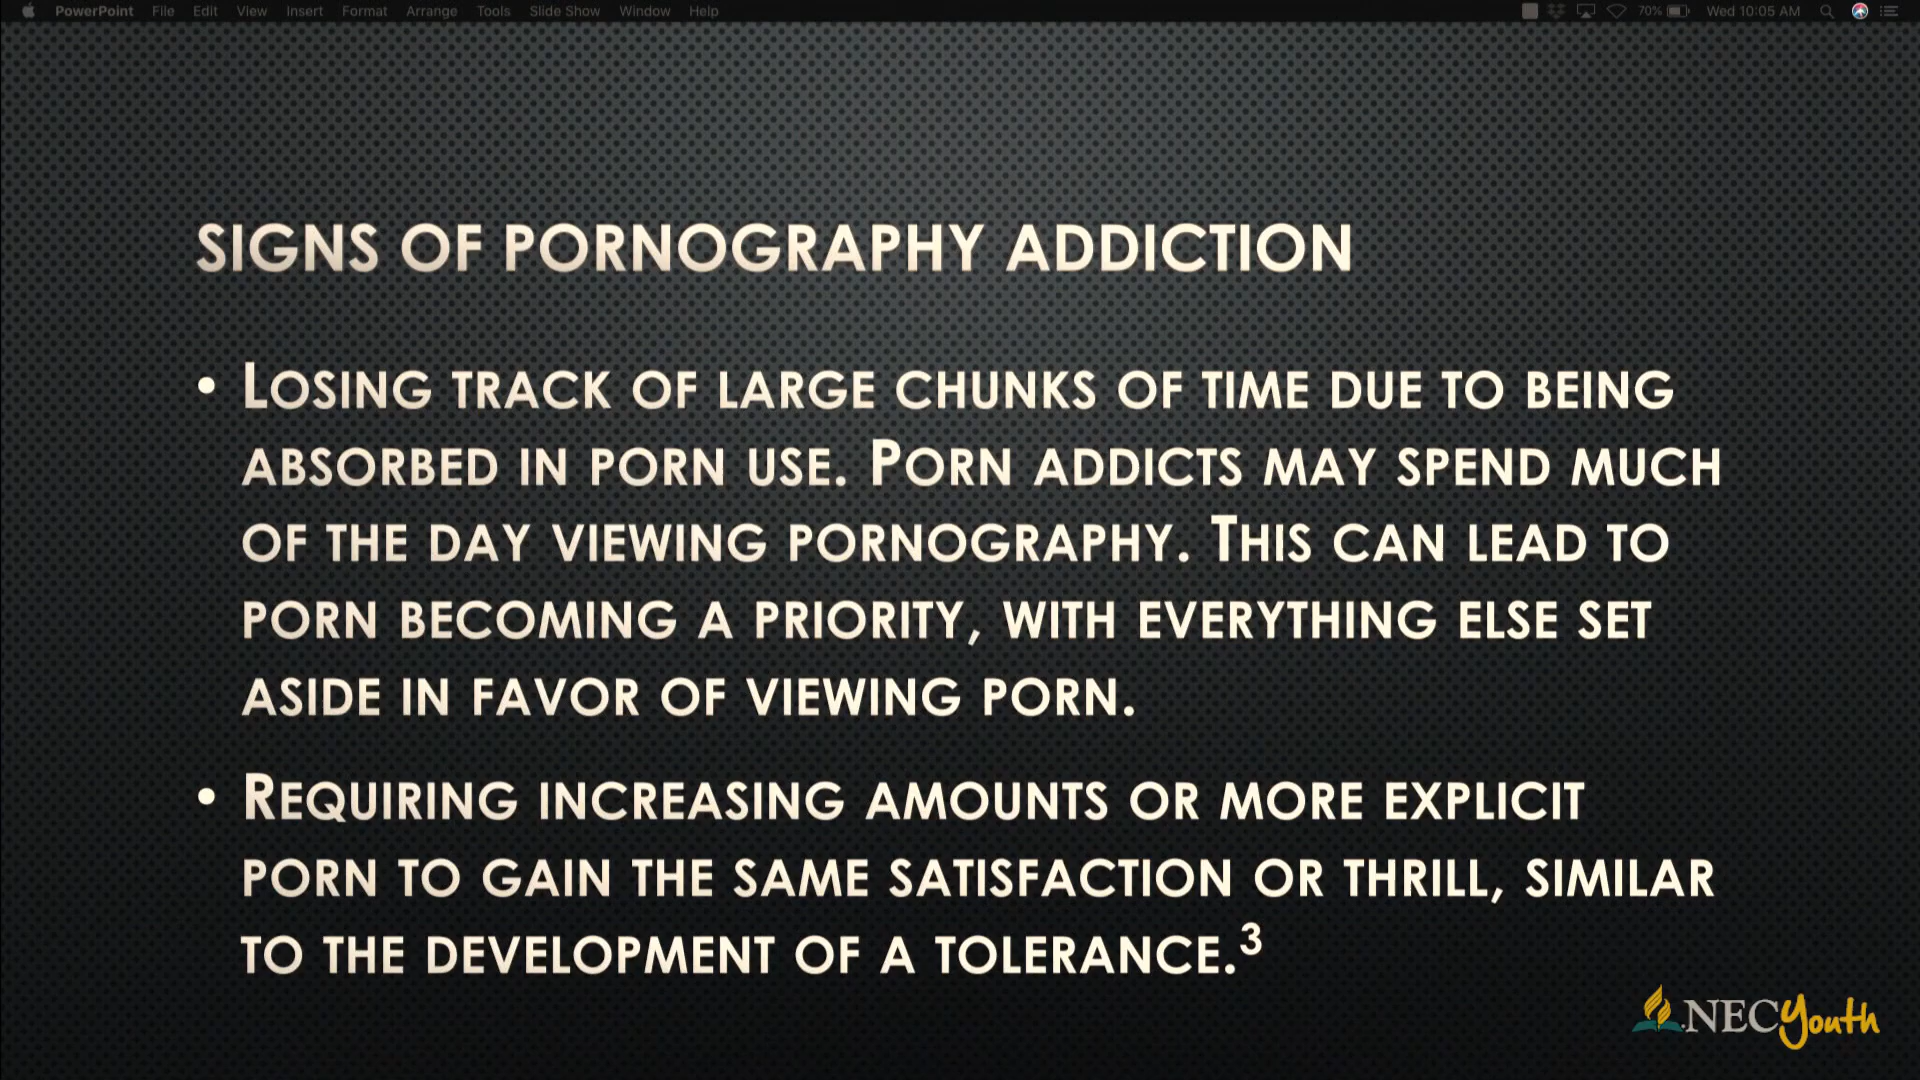 PowerPoint File Edit View Insert Format Arrange Tools Slide Show Window Help 70% Wed 10:05 AM
SIGNS OF PORNOGRAPHY ADDICTION
• LOSING TRACK OF LARGE CHUNKS OF TIME DUE TO BEING
ABSORBED IN PORN USE. PORN ADDICTS MAY SPEND MUCH
OF THE DAY VIEWING PORNOGRAPHY. THIS CAN LEAD TO
PORN BECOMING A PRIORITY, WITH EVERYTHING ELSE SET
ASIDE IN FAVOR OF VIEWING PORN.
• REQUIRING INCREASING AMOUNTS OR MORE EXPLICIT
PORN TO GAIN THE SAME SATISFACTION OR THRILL, SIMILAR
TO THE DEVELOPMENT OF A TOLERANCE.³
NECYouth